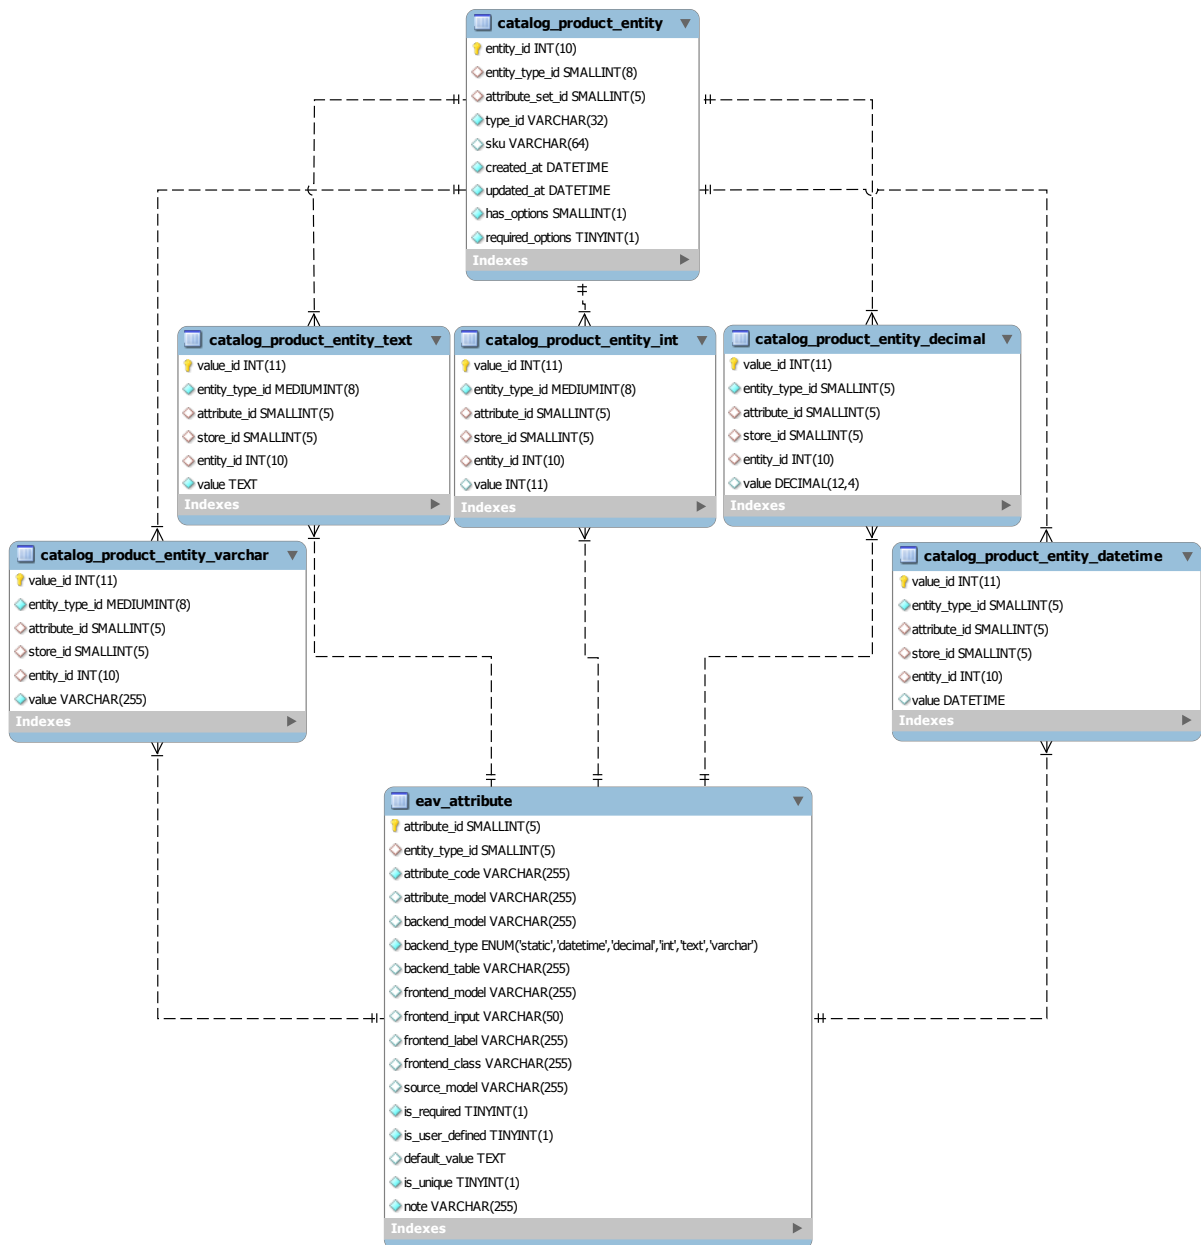 catalog_product_entity
entity_id INT(10)
entity_type_id SMALLINT(8)
attribute_set_id SMALLINT(5)
type_id VARCHAR(32)
sku VARCHAR(64)
created_at DATETIME
updated_at DATETIME
has_options SMALLINT(1)
required_options TINYINT(1)
Indexes
catalog_product_entity_text
value_id INT(11)
entity_type_id MEDIUMINT(8)
attribute_id SMALLINT(5)
store_id SMALLINT(5)
entity_id INT(10)
value TEXT
Indexes
catalog_product_entity_int
value_id INT(11)
entity_type_id MEDIUMINT(8)
attribute_id SMALLINT(5)
store_id SMALLINT(5)
entity_id INT(10)
value INT(11)
Indexes
catalog_product_entity_decimal
value_id INT(11)
entity_type_id SMALLINT(5)
attribute_id SMALLINT(5)
store_id SMALLINT(5)
entity_id INT(10)
value DECIMAL(12,4)
Indexes
catalog_product_entity_varchar
value_id INT(11)
entity_type_id MEDIUMINT(8)
attribute_id SMALLINT(5)
store_id SMALLINT(5)
entity_id INT(10)
value VARCHAR(255)
Indexes
catalog_product_entity_datetime
value_id INT(11)
entity_type_id SMALLINT(5)
attribute_id SMALLINT(5)
store_id SMALLINT(5)
entity_id INT(10)
value DATETIME
Indexes
eav_attribute
attribute_id SMALLINT(5)
entity_type_id SMALLINT(5)
attribute_code VARCHAR(255)
attribute_model VARCHAR(255)
backend_model VARCHAR(255)
backend_type ENUM('static','datetime','decimal','int','text','varchar')
backend_table VARCHAR(255)
frontend_model VARCHAR(255)
frontend_input VARCHAR(50)
frontend_label VARCHAR(255)
frontend_class VARCHAR(255)
source_model VARCHAR(255)
is_required TINYINT(1)
is_user_defined TINYINT(1)
default_value TEXT
is_unique TINYINT(1)
note VARCHAR(255)
Indexes